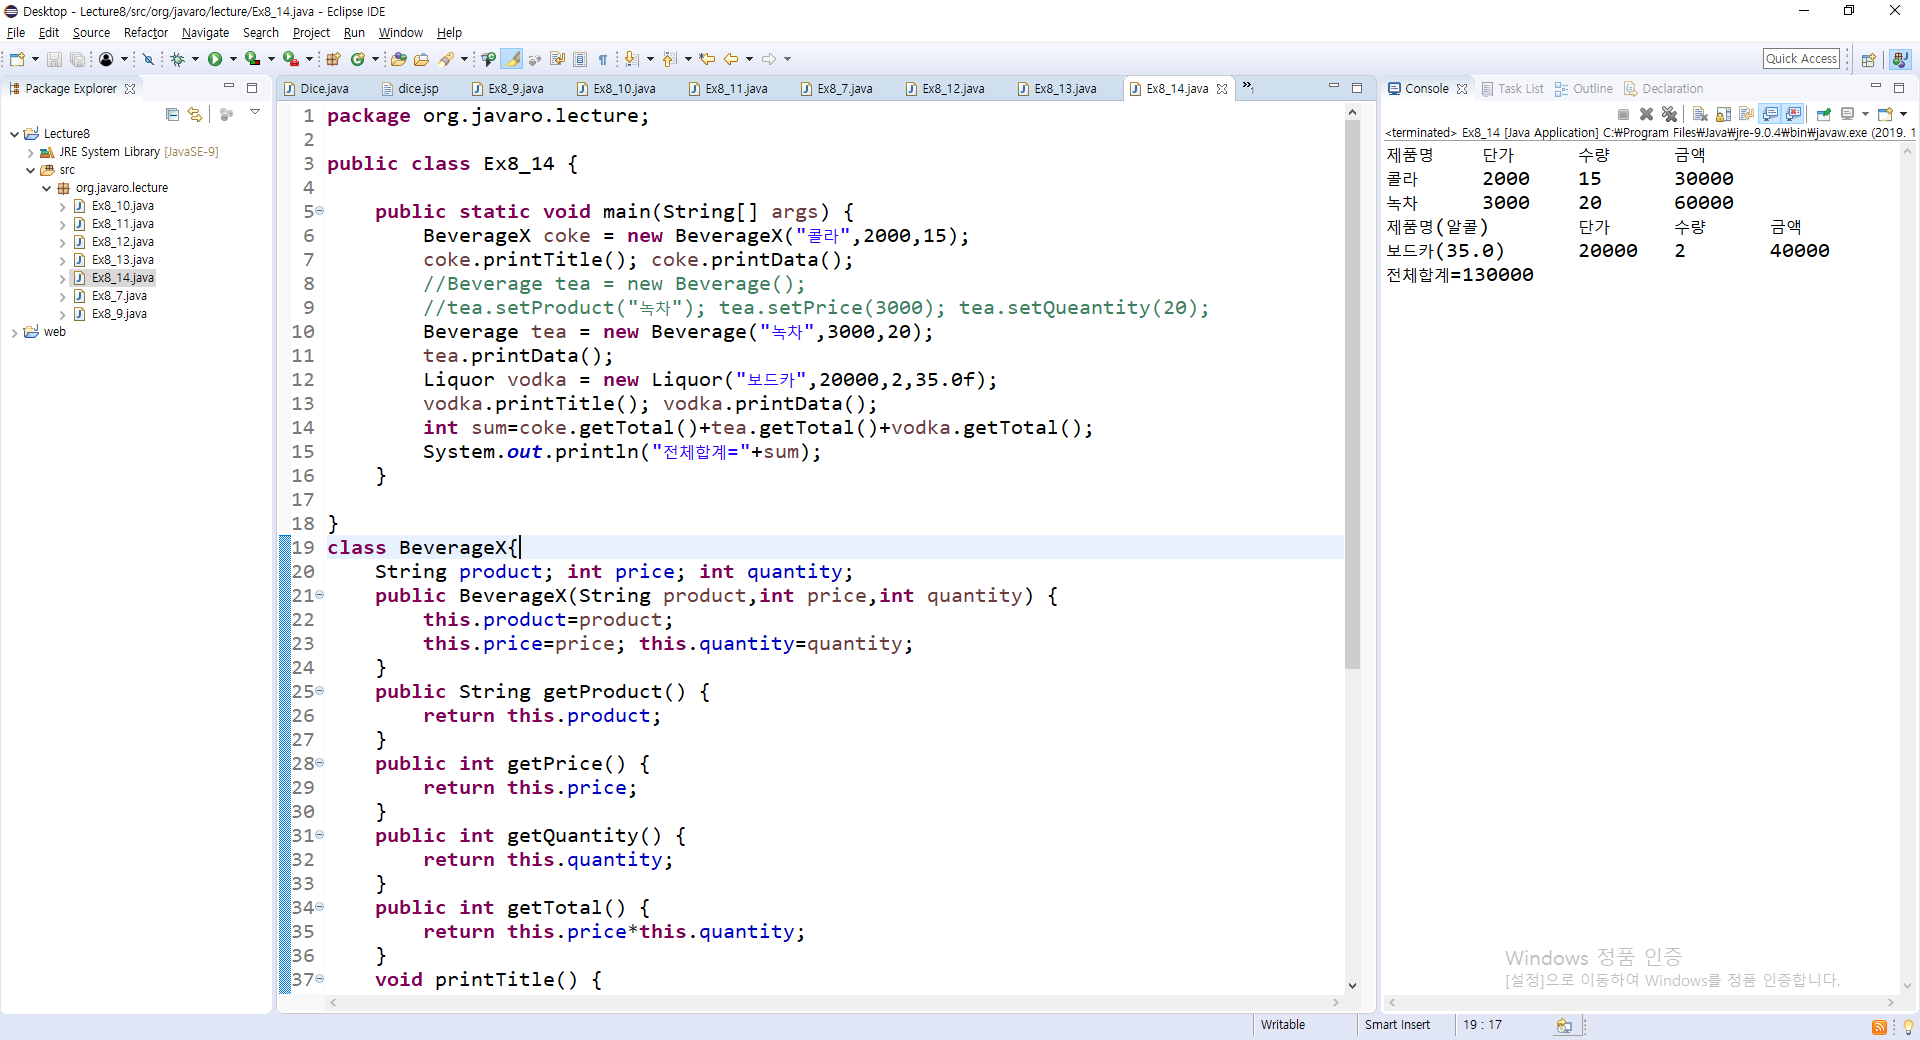 Desktop - Lecture8/src/org/javaro/lecture/Ex8_14.java - Eclipse IDE
File Edit Source Refactor Navigate Search Project Run Window Help
Quick Access
Package Explorer
Lecture8
JRE System Library [JavaSE-9]
src
org.javaro.lecture
Ex8_10.java
Ex8_11.java
Ex8_12.java
Ex8_13.java
Ex8_14.java
Ex8_7.java
Ex8_9.java
web
Dice.java dice.jsp Ex8_9.java Ex8_10.java Ex8_11.java Ex8_7.java Ex8_12.java Ex8_13.java Ex8_14.java »1
1 package org.javaro.lecture;
2
3 public class Ex8_14 {
4
5 public static void main(String[] args) {
6 BeverageX coke = new BeverageX("콜라",2000,15);
7 coke.printTitle(); coke.printData();
8 //Beverage tea = new Beverage();
9 //tea.setProduct("녹차"); tea.setPrice(3000); tea.setQueantity(20);
10 Beverage tea = new Beverage("녹차",3000,20);
11 tea.printData();
12 Liquor vodka = new Liquor("보드카",20000,2,35.0f);
13 vodka.printTitle(); vodka.printData();
14 int sum=coke.getTotal()+tea.getTotal()+vodka.getTotal();
15 System.out.println("전체합계="+sum);
16 }
17
18 }
19 class BeverageX{
20 String product; int price; int quantity;
21 public BeverageX(String product,int price,int quantity) {
22 this.product=product;
23 this.price=price; this.quantity=quantity;
24 }
25 public String getProduct() {
26 return this.product;
27 }
28 public int getPrice() {
29 return this.price;
30 }
31 public int getQuantity() {
32 return this.quantity;
33 }
34 public int getTotal() {
35 return this.price*this.quantity;
36 }
37 void printTitle() {
Console Task List Outline Declaration
<terminated> Ex8_14 [Java Application] C:₩Program Files₩Java₩jre-9.0.4₩bin₩javaw.exe (2019. 1
제품명 단가 수량 금액
콜라 2000 15 30000
녹차 3000 20 60000
제품명(알콜) 단가 수량 금액
보드카(35.0) 20000 2 40000
전체합계=130000
Windows 정품 인증
[설정]으로 이동하여 Windows를 정품 인증합니다.
Writable Smart Insert 19 : 17